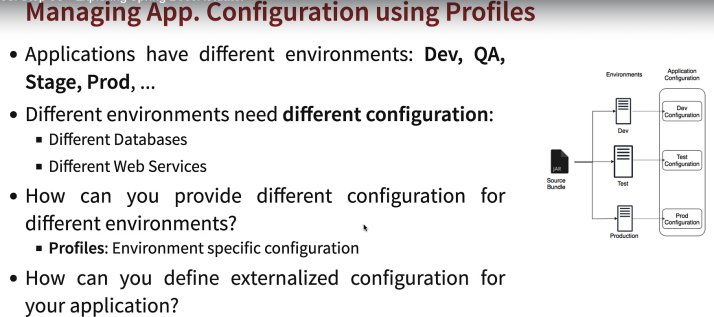 Managing App. Configuration using Profiles
• Applications have different environments: Dev, QA,
Stage, Prod, ...
• Different environments need different configuration:
▪ Different Databases
▪ Different Web Services
• How can you provide different configuration for
different environments?
▪ Profiles: Environment specific configuration
• How can you define externalized configuration for
your application?
Environments
Application
Configuration
Dev
Configuration
Dev
JAR
Source
Bundle
Test
Configuration
Test
Prod
Configuration
Production